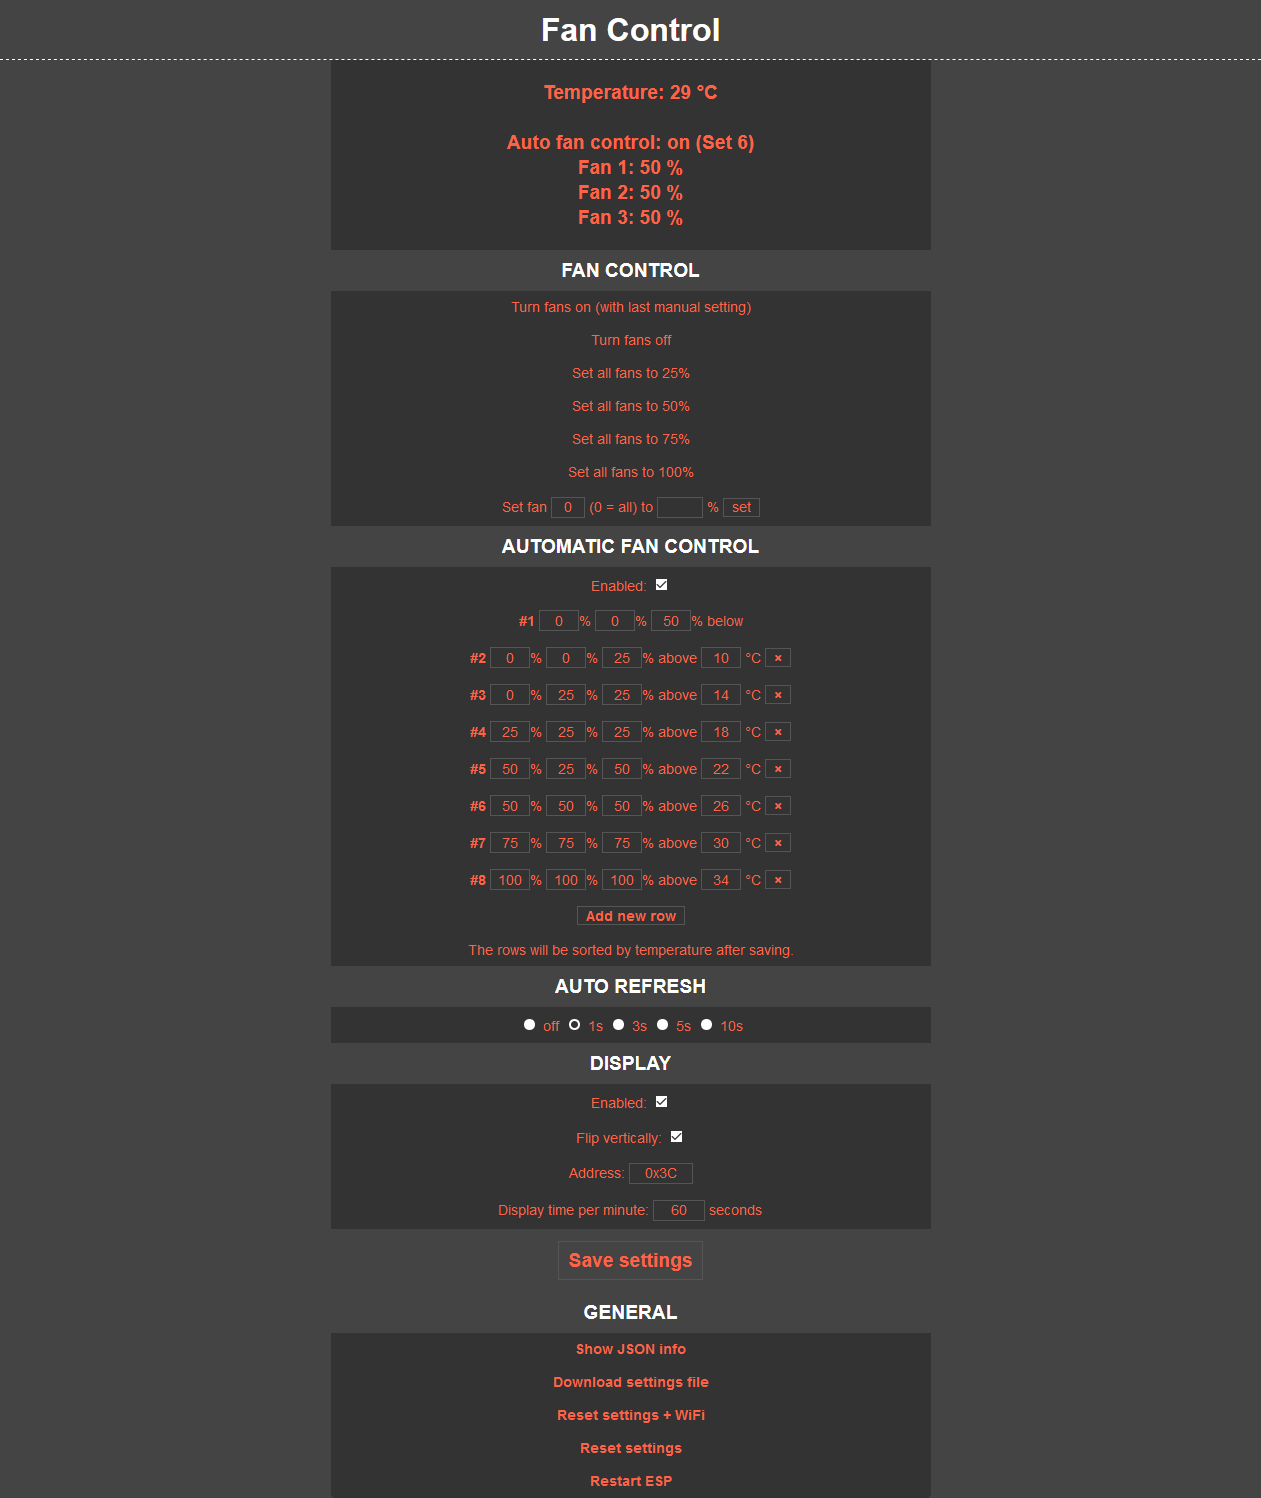 Fan Control
Temperature: 29 °C
Auto fan control: on (Set 6)
Fan 1: 50 %
Fan 2: 50 %
Fan 3: 50 %
FAN CONTROL
Turn fans on (with last manual setting)
Turn fans off
Set all fans to 25%
Set all fans to 50%
Set all fans to 75%
Set all fans to 100%
Set fan 0 (0 = all) to % set
AUTOMATIC FAN CONTROL
Enabled:
#1 0% 0% 50% below
#2 0% 0% 25% above 10 °C ×
#3 0% 25% 25% above 14 °C ×
#4 25% 25% 25% above 18 °C ×
#5 50% 25% 50% above 22 °C ×
#6 50% 50% 50% above 26 °C ×
#7 75% 75% 75% above 30 °C ×
#8 100% 100% 100% above 34 °C ×
Add new row
The rows will be sorted by temperature after saving.
AUTO REFRESH
off 1s 3s 5s 10s
DISPLAY
Enabled:
Flip vertically:
Address: 0x3C
Display time per minute: 60 seconds
Save settings
GENERAL
Show JSON info
Download settings file
Reset settings + WiFi
Reset settings
Restart ESP